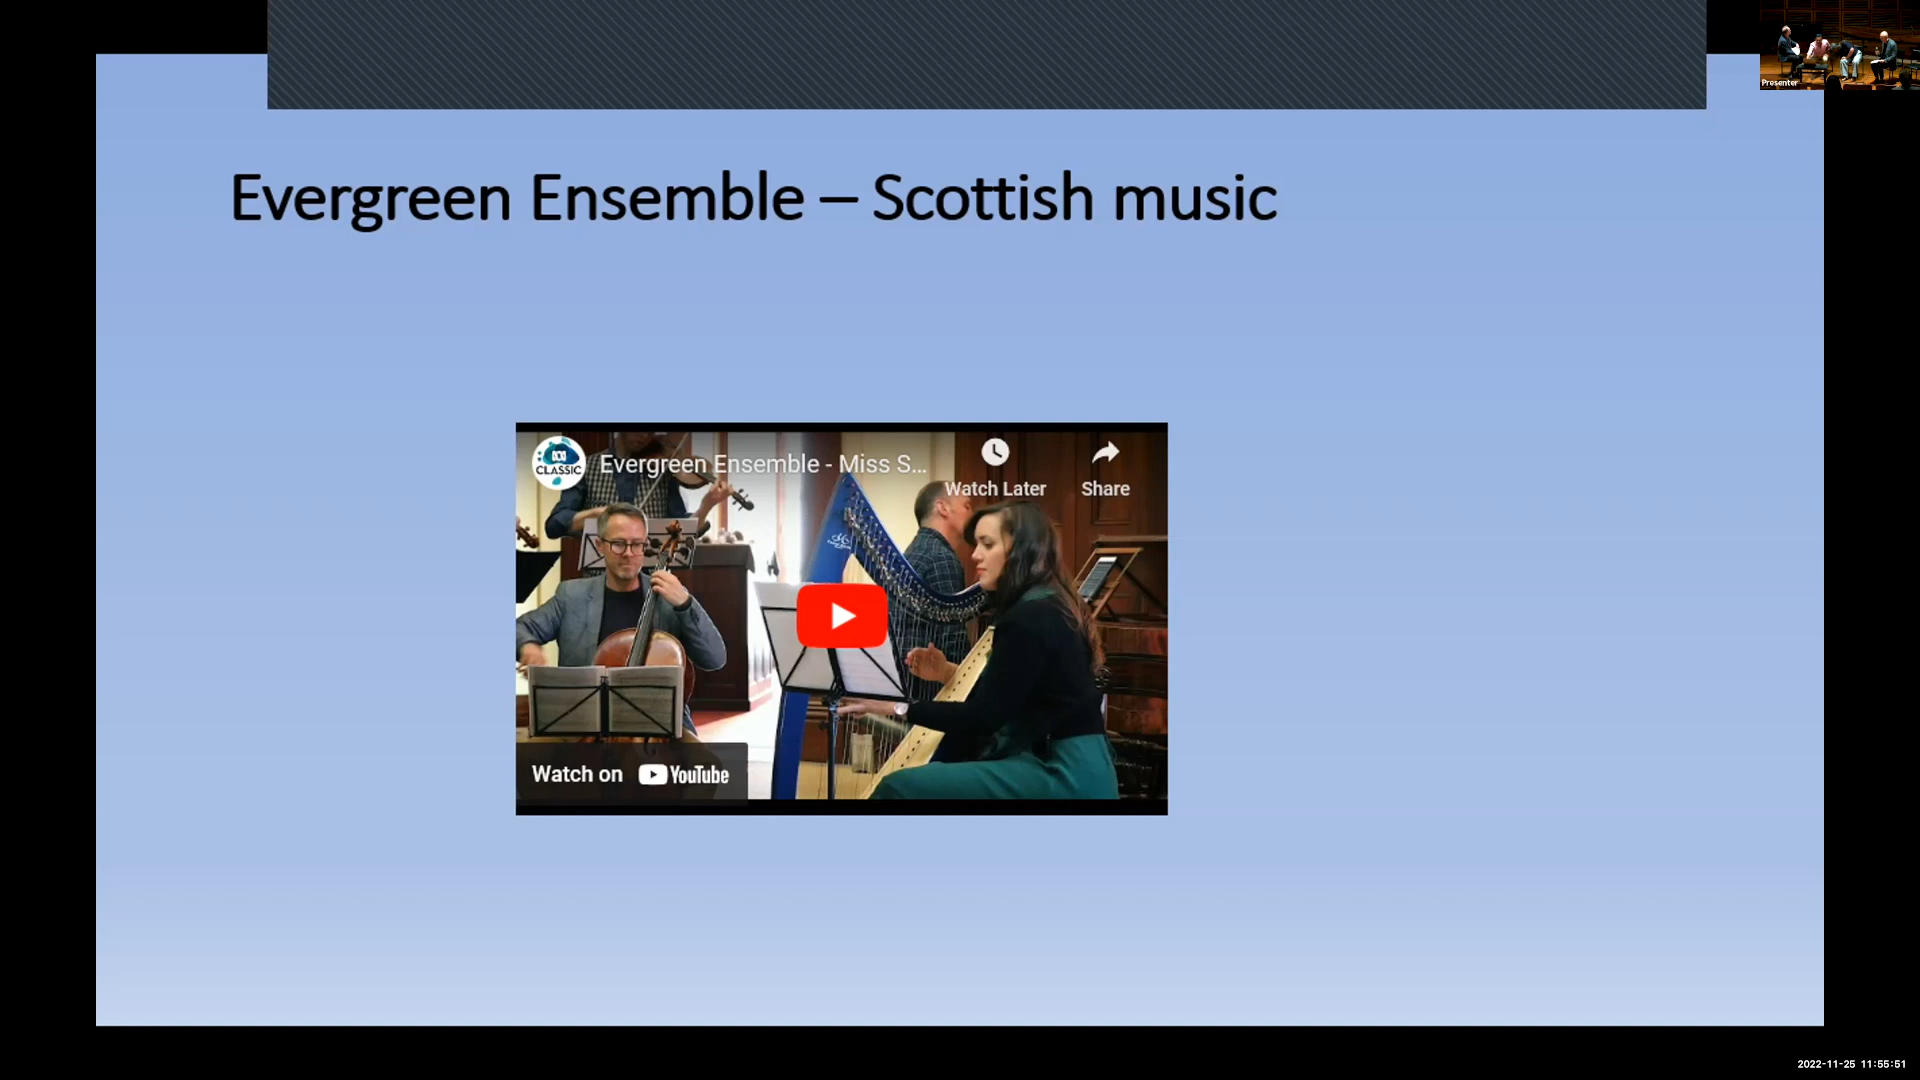 Presenter
Evergreen Ensemble – Scottish music
ABC
CLASSIC
Evergreen Ensemble - Miss S...
Watch Later
Share
Watch on YouTube
2022-11-25 11:55:51